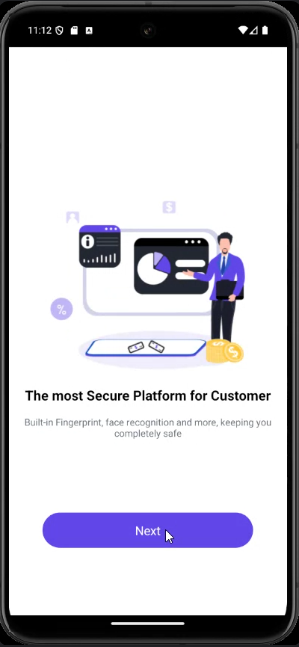 11:12
The most Secure Platform for Customer
Built-in Fingerprint, face recognition and more, keeping you
completely safe
Next